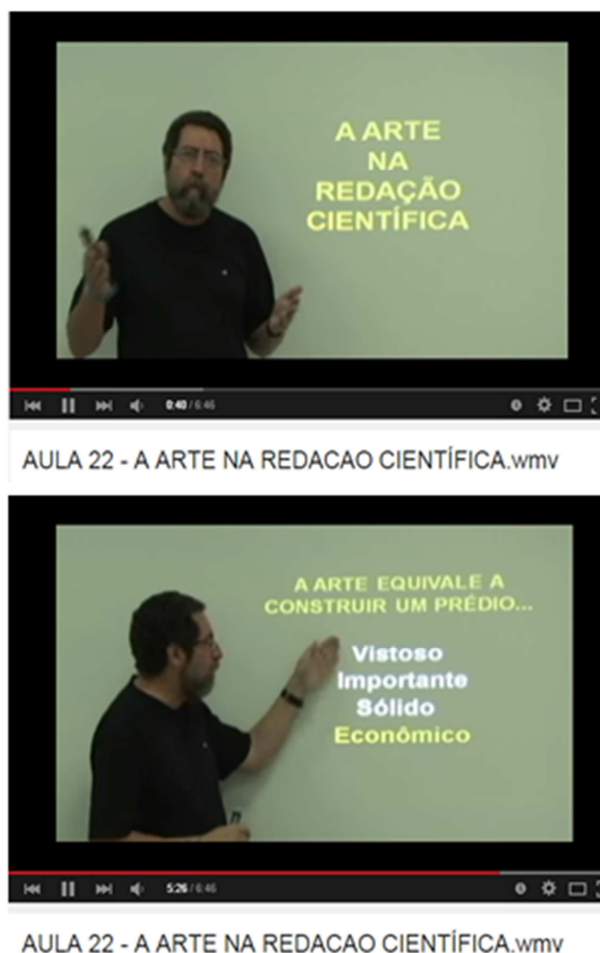 A ARTE
NA
REDAÇÃO
CIENTÍFICA
0:40 / 6:46
AULA 22 - A ARTE NA REDACAO CIENTÍFICA.wmv
A ARTE EQUIVALE A
CONSTRUIR UM PRÉDIO...
Vistoso
Importante
Sólido
Econômico
5:26 / 6:46
AULA 22 - A ARTE NA REDACAO CIENTÍFICA.wmv